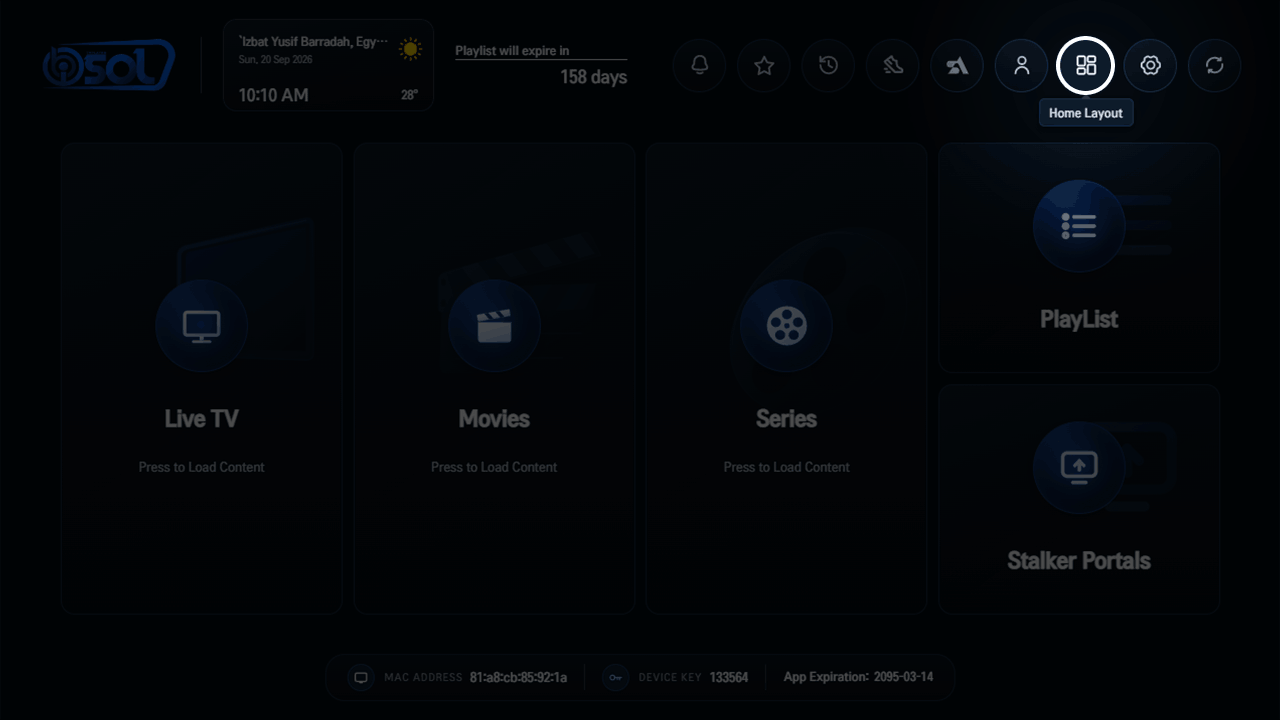 SOL
`Izbat Yusif Barradah, Egy···
Sun, 20 Sep 2026
10:10 AM
28°
Playlist will expire in
158 days
Home Layout
Live TV
Press to Load Content
Movies
Press to Load Content
Series
Press to Load Content
PlayList
Stalker Portals
MAC ADDRESS 81:a8:cb:85:92:1a
DEVICE KEY 133564
App Expiration: 2095-03-14